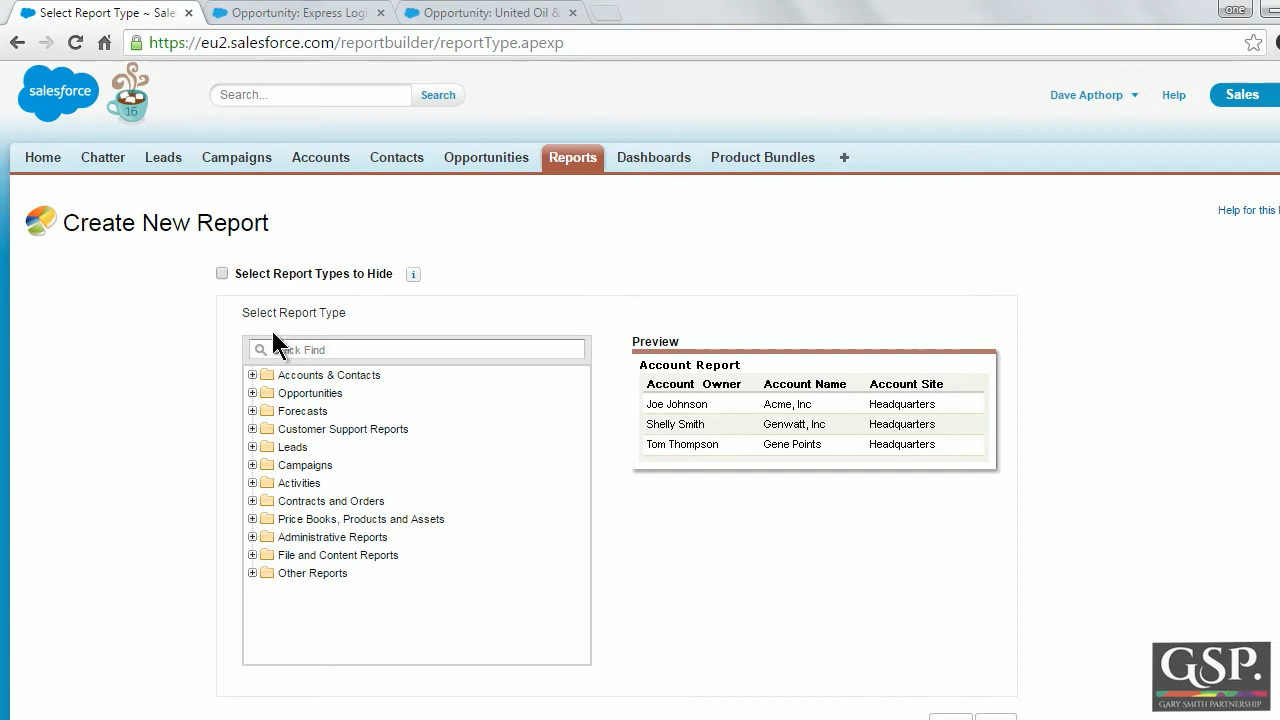 Select Report Type ~ Sale
Opportunity: Express Logi
Opportunity: United Oil &
one
https://eu2.salesforce.com/reportbuilder/reportType.apexp
salesforce
16
Search...
Search
Dave Apthorp
Help
Sales
Home
Chatter
Leads
Campaigns
Accounts
Contacts
Opportunities
Reports
Dashboards
Product Bundles
+
Create New Report
Help for this
Select Report Types to Hide
i
Select Report Type
Find
Accounts & Contacts
Opportunities
Forecasts
Customer Support Reports
Leads
Campaigns
Activities
Contracts and Orders
Price Books, Products and Assets
Administrative Reports
File and Content Reports
Other Reports
Preview
Account Report
Account Owner Account Name Account Site
Joe Johnson Acme, Inc Headquarters
Shelly Smith Genwatt, Inc Headquarters
Tom Thompson Gene Points Headquarters
GSP.
GARY SMITH PARTNERSHIP